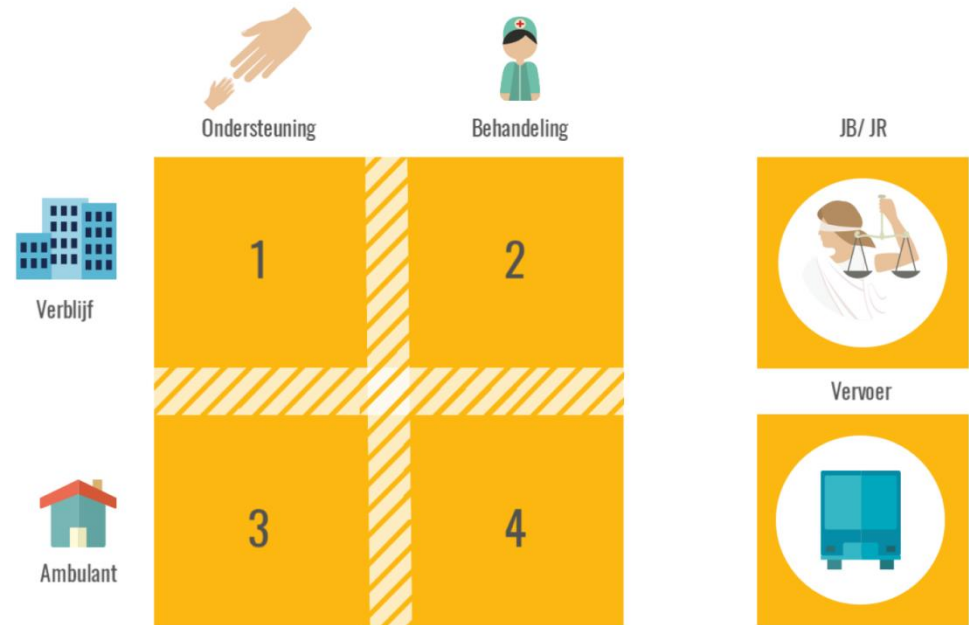 Ondersteuning
Behandeling
JB/ JR
Verblijf
1
2
Vervoer
Ambulant
3
4